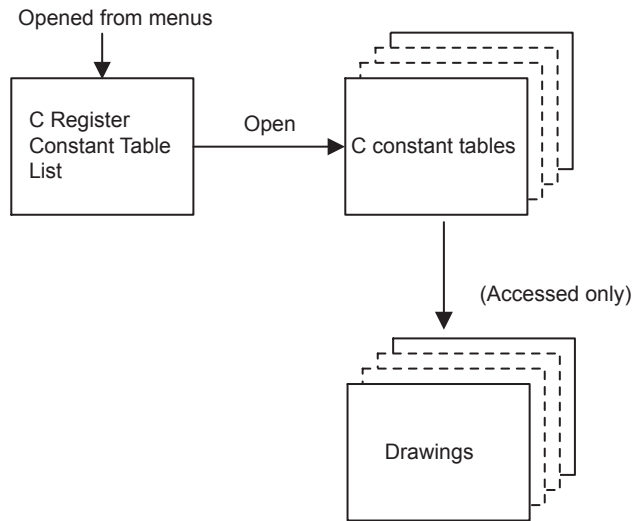 Opened from menus
C Register
Constant Table
List
Open
C constant tables
(Accessed only)
Drawings